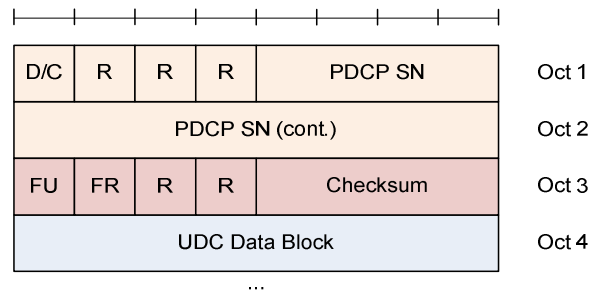 D/C R R R PDCP SN Oct 1
PDCP SN (cont.) Oct 2
FU FR R R Checksum Oct 3
UDC Data Block Oct 4
...